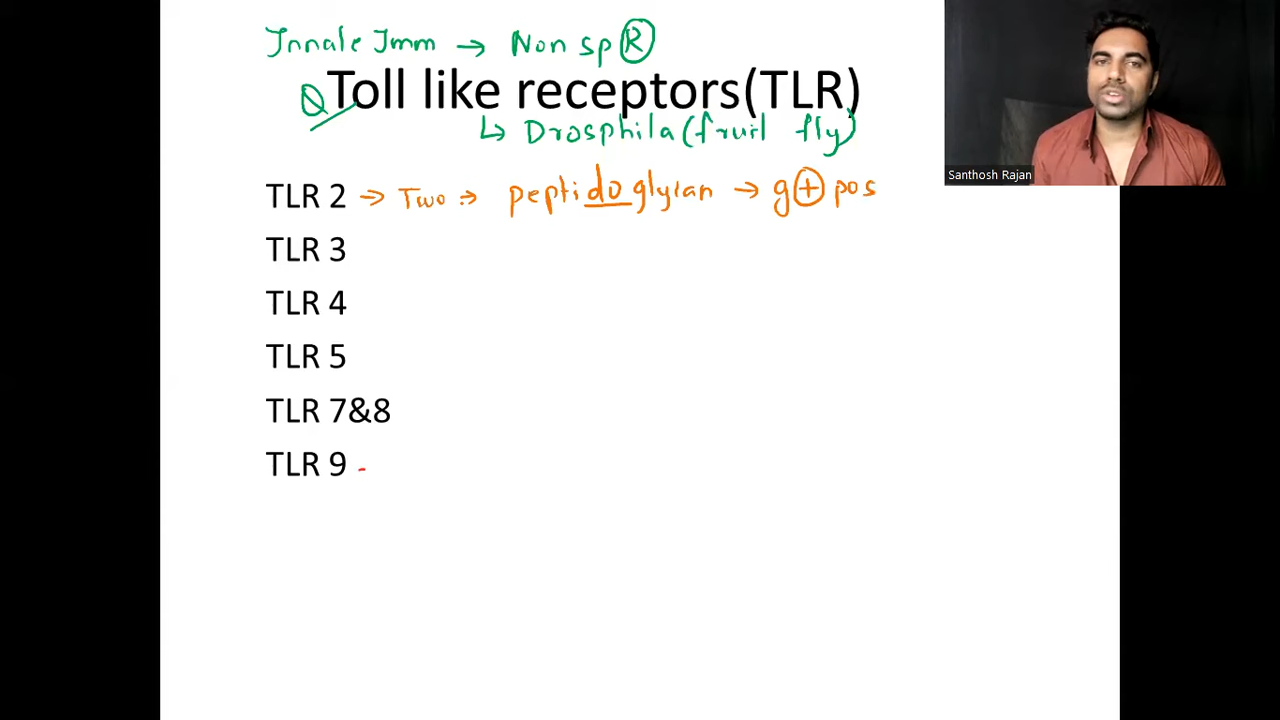 Innate Imm → Non sp R
Toll like receptors(TLR)
↳ Drosphila (fruit fly)
Santhosh Rajan
TLR 2 → Two → peptidoglycan → g + pos
TLR 3
TLR 4
TLR 5
TLR 7&8
TLR 9 -